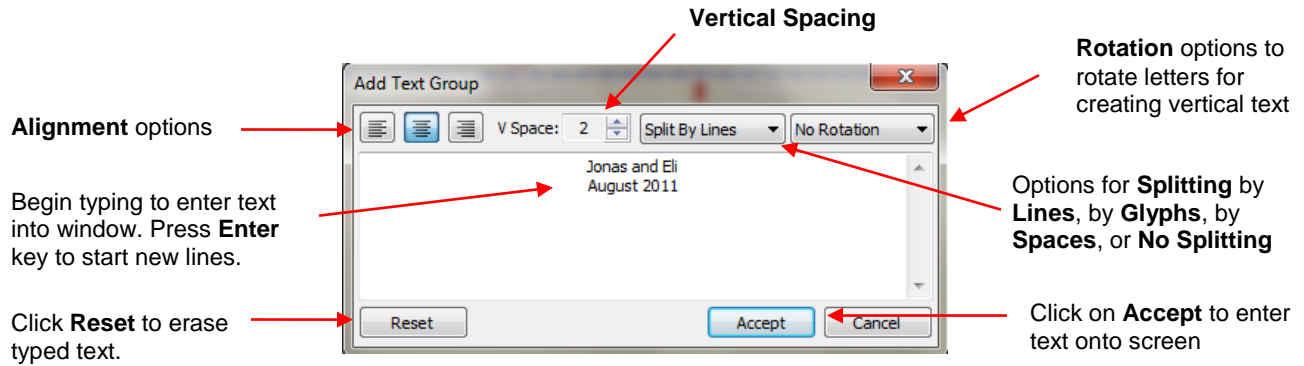 Vertical Spacing
Rotation options to
rotate letters for
creating vertical text
Add Text Group
Alignment options
V Space: 2 Split By Lines No Rotation
Jonas and Eli
August 2011
Begin typing to enter text
into window. Press Enter
key to start new lines.
Options for Splitting by
Lines, by Glyphs, by
Spaces, or No Splitting
Click Reset to erase
typed text.
Reset Accept Cancel
Click on Accept to enter
text onto screen